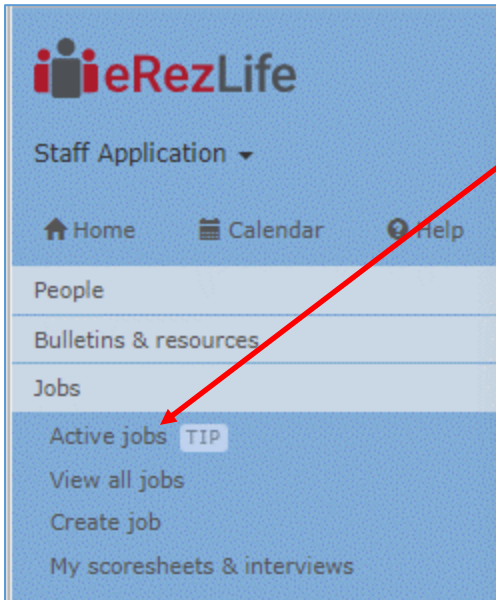 eRezLife
Staff Application
Home Calendar Help
People
Bulletins & resources
Jobs
Active jobs TIP
View all jobs
Create job
My scoresheets & interviews